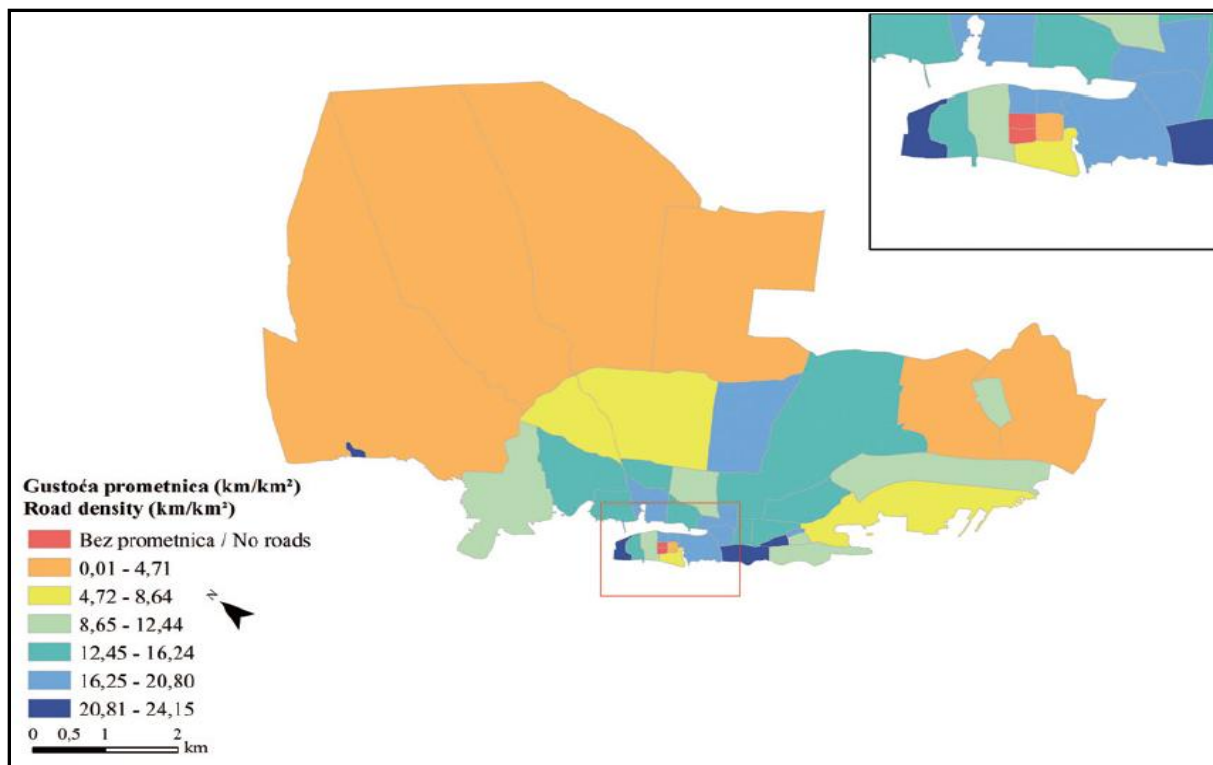 Gustoća prometnica (km/km²)
Road density (km/km²)
Bez prometnica / No roads
0,01 - 4,71
4,72 - 8,64
N
8,65 - 12,44
12,45 - 16,24
16,25 - 20,80
20,81 - 24,15
0 0,5 1 2
km